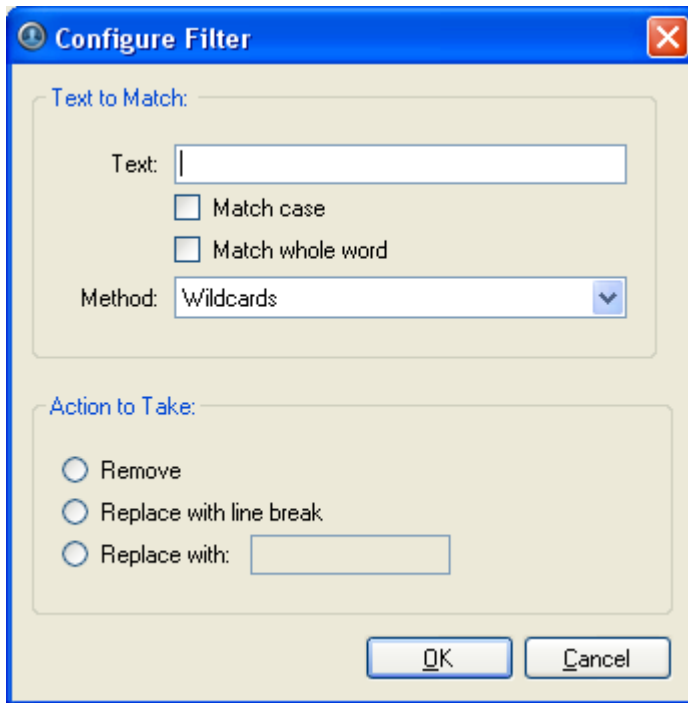 Configure Filter
Text to Match:
Text:
Match case
Match whole word
Method: Wildcards
Action to Take:
Remove
Replace with line break
Replace with:
OK Cancel